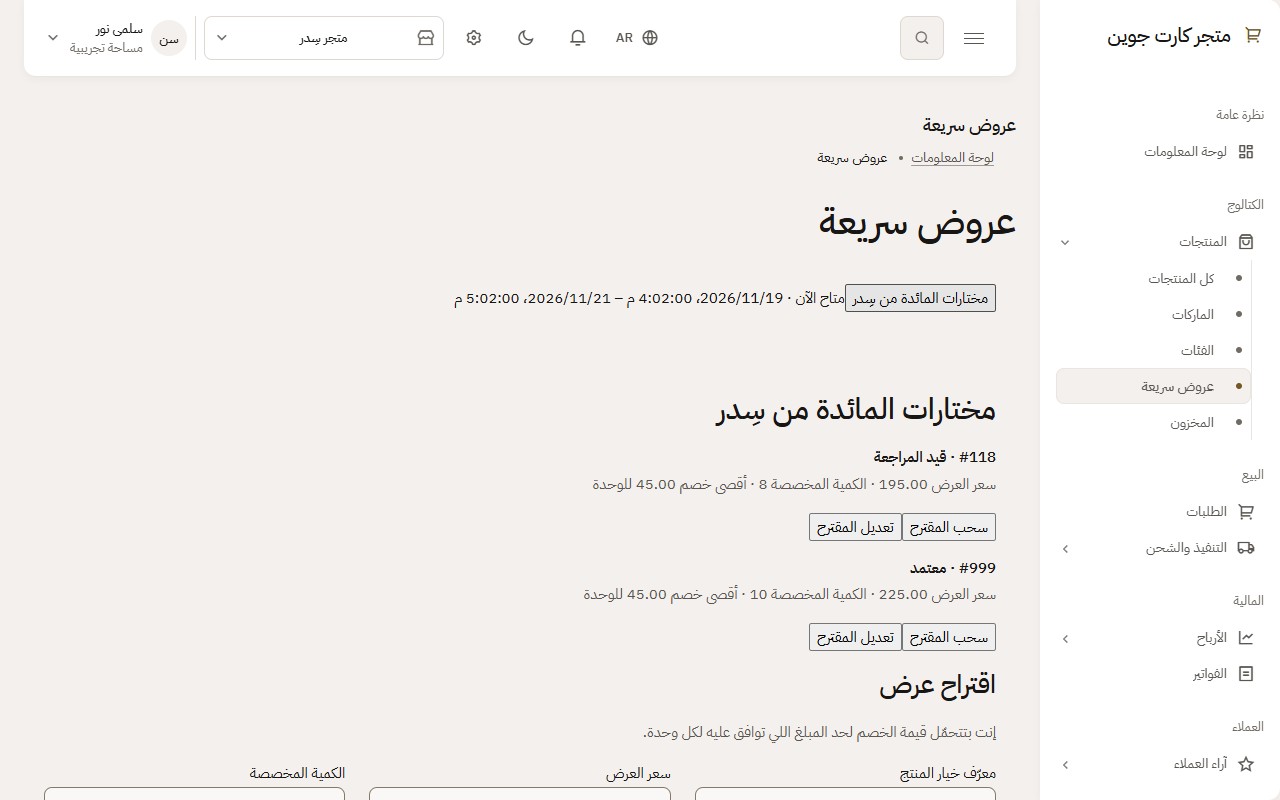 متجر كارت جوين
نظرة عامة
لوحة المعلومات
الكتالوج
المنتجات
كل المنتجات
الماركات
الفئات
عروض سريعة
المخزون
البيع
الطلبات
التنفيذ والشحن
المالية
الأرباح
الفواتير
العملاء
آراء العملاء
AR
متجر سِدر
سن
سلمى نور
مساحة تجريبية
عروض سريعة
لوحة المعلومات • عروض سريعة
عروض سريعة
مختارات المائدة من سِدر متاح الآن · 2026/11/19، 4:02:00 م – 2026/11/21، 5:02:00 م
مختارات المائدة من سِدر
#118 · قيد المراجعة
سعر العرض 195.00 · الكمية المخصصة 8 · أقصى خصم 45.00 للوحدة
سحب المقترح تعديل المقترح
#999 · معتمد
سعر العرض 225.00 · الكمية المخصصة 10 · أقصى خصم 45.00 للوحدة
سحب المقترح تعديل المقترح
اقتراح عرض
إنت بتتحمّل قيمة الخصم لحد المبلغ اللي توافق عليه لكل وحدة.
معرّف خيار المنتج
سعر العرض
الكمية المخصصة